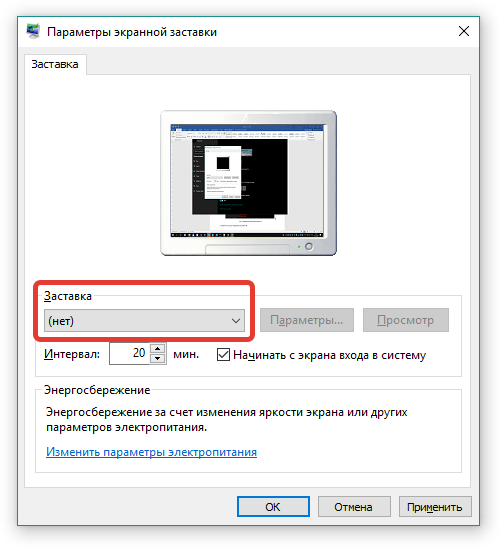 Параметры экранной заставки
Заставка
Заставка
(нет)
Параметры...
Просмотр
Интервал: 20 мин. Начинать с экрана входа в систему
Энергосбережение
Энергосбережение за счет изменения яркости экрана или других
параметров электропитания.
Изменить параметры электропитания
OK
Отмена
Применить